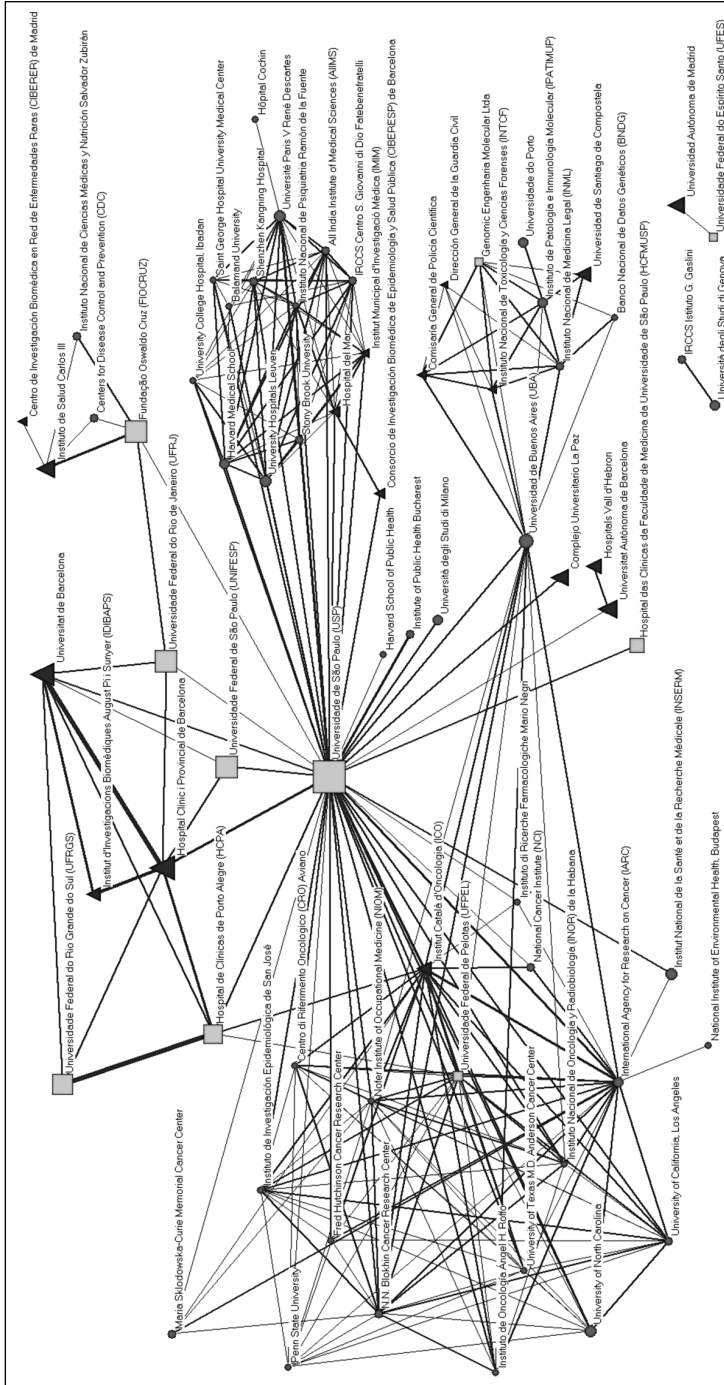 Centro de Investigación Biomédica en Red de Enfermedades Raras (CIBERER) de Madrid
Instituto de Salud Carlos III
Instituto Nacional de Ciencias Médicas y Nutrición Salvador Zubirán
Centers for Disease Control and Prevention (CDC)
Fundação Oswaldo Cruz (FIOCRUZ)
Universitat de Barcelona
Institut d'Investigacions Biomèdiques August Pi i Sunyer (IDIBAPS)
Universidade Federal do Rio de Janeiro (UFRJ)
Hospital Clínic i Provincial de Barcelona
Universidade Federal de São Paulo (UNIFESP)
Universidade Federal do Rio Grande do Sul (UFRGS)
Hospital de Clínicas de Porto Alegre (HCPA)
Maria Sklodowska-Curie Memorial Cancer Center
University College Hospital, Ibadan
Saint George Hospital University Medical Center
Balamand University
Harvard Medical School
Shenzhen Kangning Hospital
Hôpital Cochin
Université Paris V René Descartes
University Hospitals Leuven
Instituto Nacional de Psiquiatría Ramón de la Fuente
Stony Brook University
All India Institute of Medical Sciences (AIIMS)
Hospital del Mar
IRCCS Centro S. Giovanni di Dio Fatebenefratelli
Institut Municipal d'Investigació Mèdica (IMIM)
Consorcio de Investigación Biomédica de Epidemiología y Salud Pública (CIBERESP) de Barcelona
Universidade de São Paulo (USP)
Harvard School of Public Health
Institute of Public Health Bucharest
Università degli Studi di Milano
Instituto de Investigación Epidemiológica de San José
Centro di Riferimento Oncologico (CRO) Aviano
Penn State University
Fred Hutchinson Cancer Research Center
Nofer Institute of Occupational Medicine (NIOM)
N.N. Blokhin Cancer Research Center
Institut Català d'Oncologia (ICO)
Universidade Federal de Pelotas (UFPEL)
Comisaría General de Policía Científica
Dirección General de la Guardia Civil
Genomic Engenharia Molecular Ltda
Instituto Nacional de Toxicología y Ciencias Forenses (INTCF)
Universidade do Porto
Instituto de Patologia e Imunologia Molecular (IPATIMUP)
Instituto Nacional de Medicina Legal (INML)
Universidad de Santiago de Compostela
Banco Nacional de Datos Genéticos (BNDG)
Universidad de Buenos Aires (UBA)
Complejo Universitario La Paz
Hospitals Vall d'Hebron
Universitat Autònoma de Barcelona
Hospital das Clínicas da Faculdade de Medicina da Universidade de São Paulo (HCFMUSP)
Instituto di Ricerche Farmacologiche Mario Negri
National Cancer Institute (NCI)
Instituto de Oncología Ángel H. Roffo
University of Texas M.D. Anderson Cancer Center
Instituto Nacional de Oncología y Radiobiología (INOR) de la Habana
University of North Carolina
International Agency for Research on Cancer (IARC)
University of California, Los Angeles
Institut National de la Santé et de la Recherche Médicale (INSERM)
National Institute of Environmental Health, Budapest
IRCCS Istituto G. Gaslini
Università degli Studi di Genova
Universidad Autónoma de Madrid
Universidade Federal do Espírito Santo (UFES)